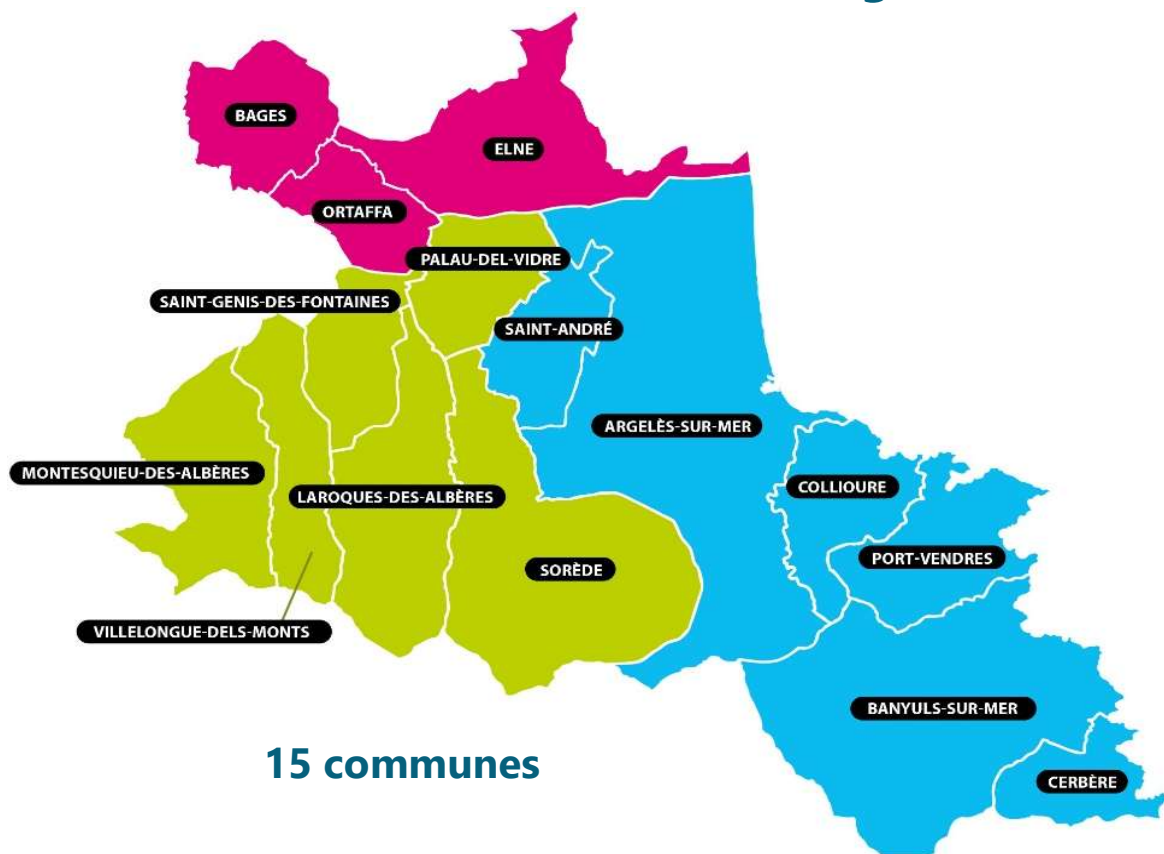 BAGES
ELNE
ORTAFFA
PALAU-DEL-VIDRE
SAINT-GENIS-DES-FONTAINES
SAINT-ANDRÉ
ARGELÈS-SUR-MER
MONTESQUIEU-DES-ALBÈRES
LAROQUES-DES-ALBÈRES
COLLIOURE
PORT-VENDRES
SORÈDE
VILLELONGUE-DELS-MONTS
BANYULS-SUR-MER
15 communes
CERBÈRE